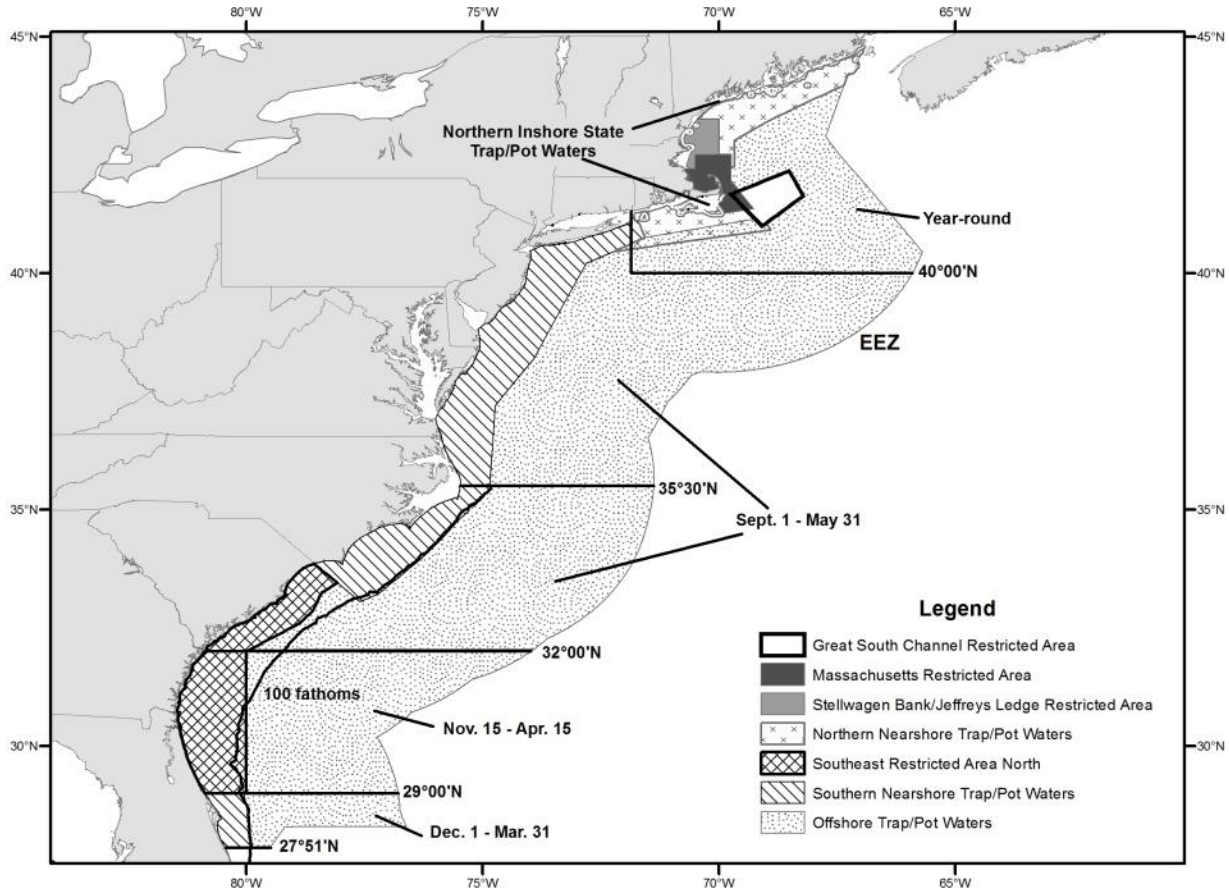 80°W
75°W
70°W
65°W
45°N
45°N
Northern Inshore State
Trap/Pot Waters
Year-round
40°N
40°00'N
40°N
EEZ
35°N
35°30'N
35°N
Sept. 1 - May 31
Legend
Great South Channel Restricted Area
32°00'N
Massachusetts Restricted Area
100 fathoms
Stellwagen Bank/Jeffreys Ledge Restricted Area
Nov. 15 - Apr. 15
Northern Nearshore Trap/Pot Waters
30°N
30°N
Southeast Restricted Area North
29°00'N
Southern Nearshore Trap/Pot Waters
Dec. 1 - Mar. 31
Offshore Trap/Pot Waters
27°51'N
80°W
75°W
70°W
65°W